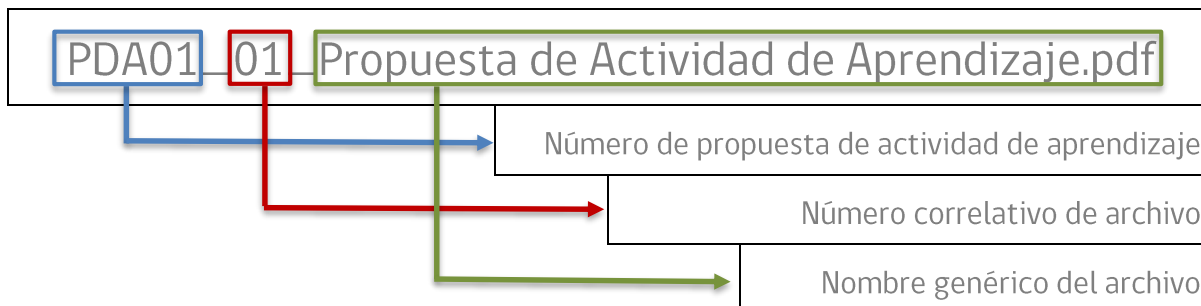 PDA01_01_Propuesta de Actividad de Aprendizaje.pdf
Número de propuesta de actividad de aprendizaje
Número correlativo de archivo
Nombre genérico del archivo